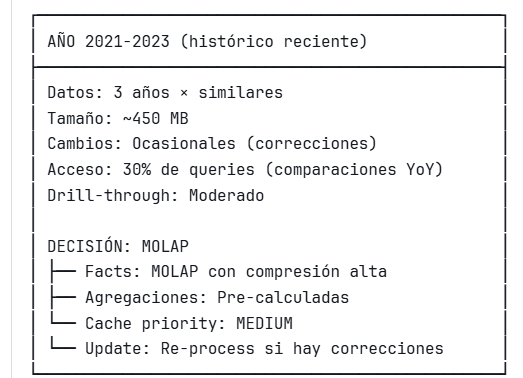 AÑO 2021-2023 (histórico reciente)
Datos: 3 años × similares
Tamaño: ~450 MB
Cambios: Ocasionales (correcciones)
Acceso: 30% de queries (comparaciones YoY)
Drill-through: Moderado
DECISIÓN: MOLAP
├── Facts: MOLAP con compresión alta
├── Agregaciones: Pre-calculadas
└── Cache priority: MEDIUM
└── Update: Re-process si hay correcciones